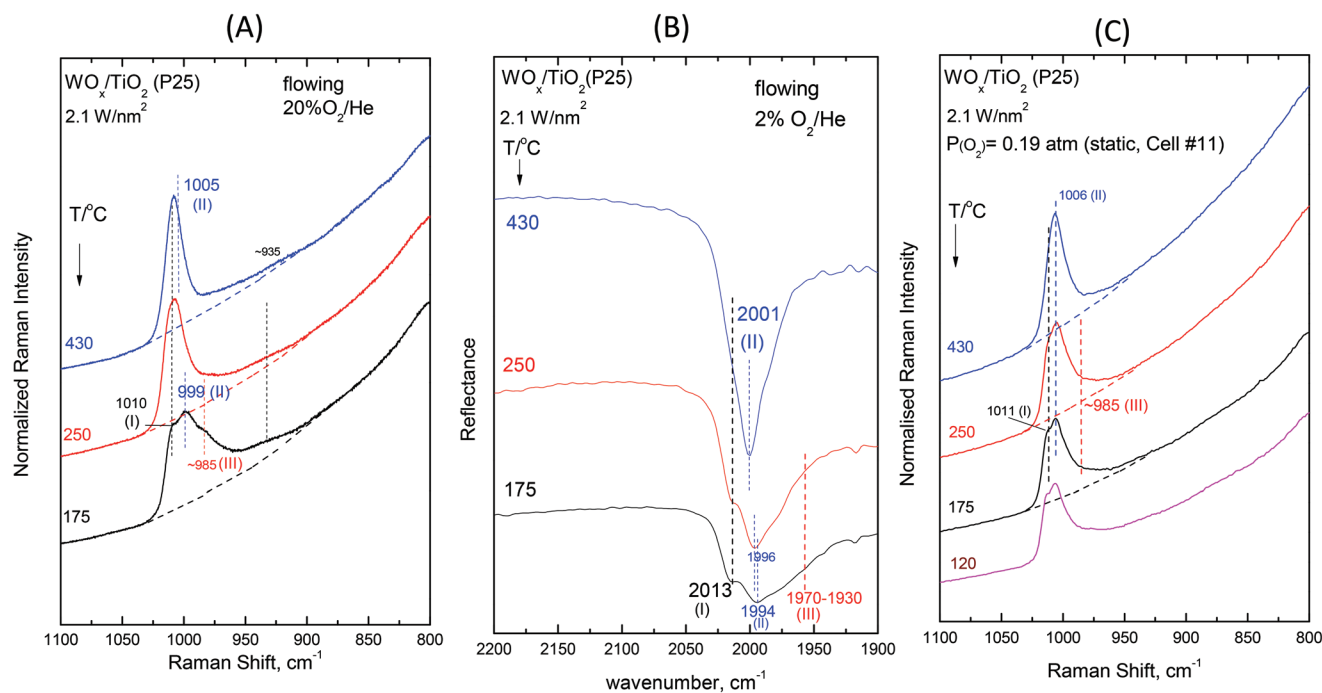 (A)
WOₓ/TiO₂ (P25)
2.1 W/nm²
flowing
20%O₂/He
T/°C
1005
(II)
~935
430
1010
(I)
999 (II)
250
~985 (III)
175
Normalized Raman Intensity
1100 1050 1000 950 900 850 800
Raman Shift, cm⁻¹
(B)
WOₓ/TiO₂ (P25)
2.1 W/nm²
flowing
2% O₂/He
T/°C
430
2001
(II)
250
175
1996
2013
(I)
1994
(II)
1970-1930
(III)
Reflectance
2200 2150 2100 2050 2000 1950 1900
wavenumber, cm⁻¹
(C)
WOₓ/TiO₂ (P25)
2.1 W/nm²
P(O₂)= 0.19 atm (static, Cell #11)
T/°C
1006 (II)
430
~985 (III)
1011 (I)
250
175
120
Normalised Raman Intensity
1100 1050 1000 950 900 850 800
Raman Shift, cm⁻¹